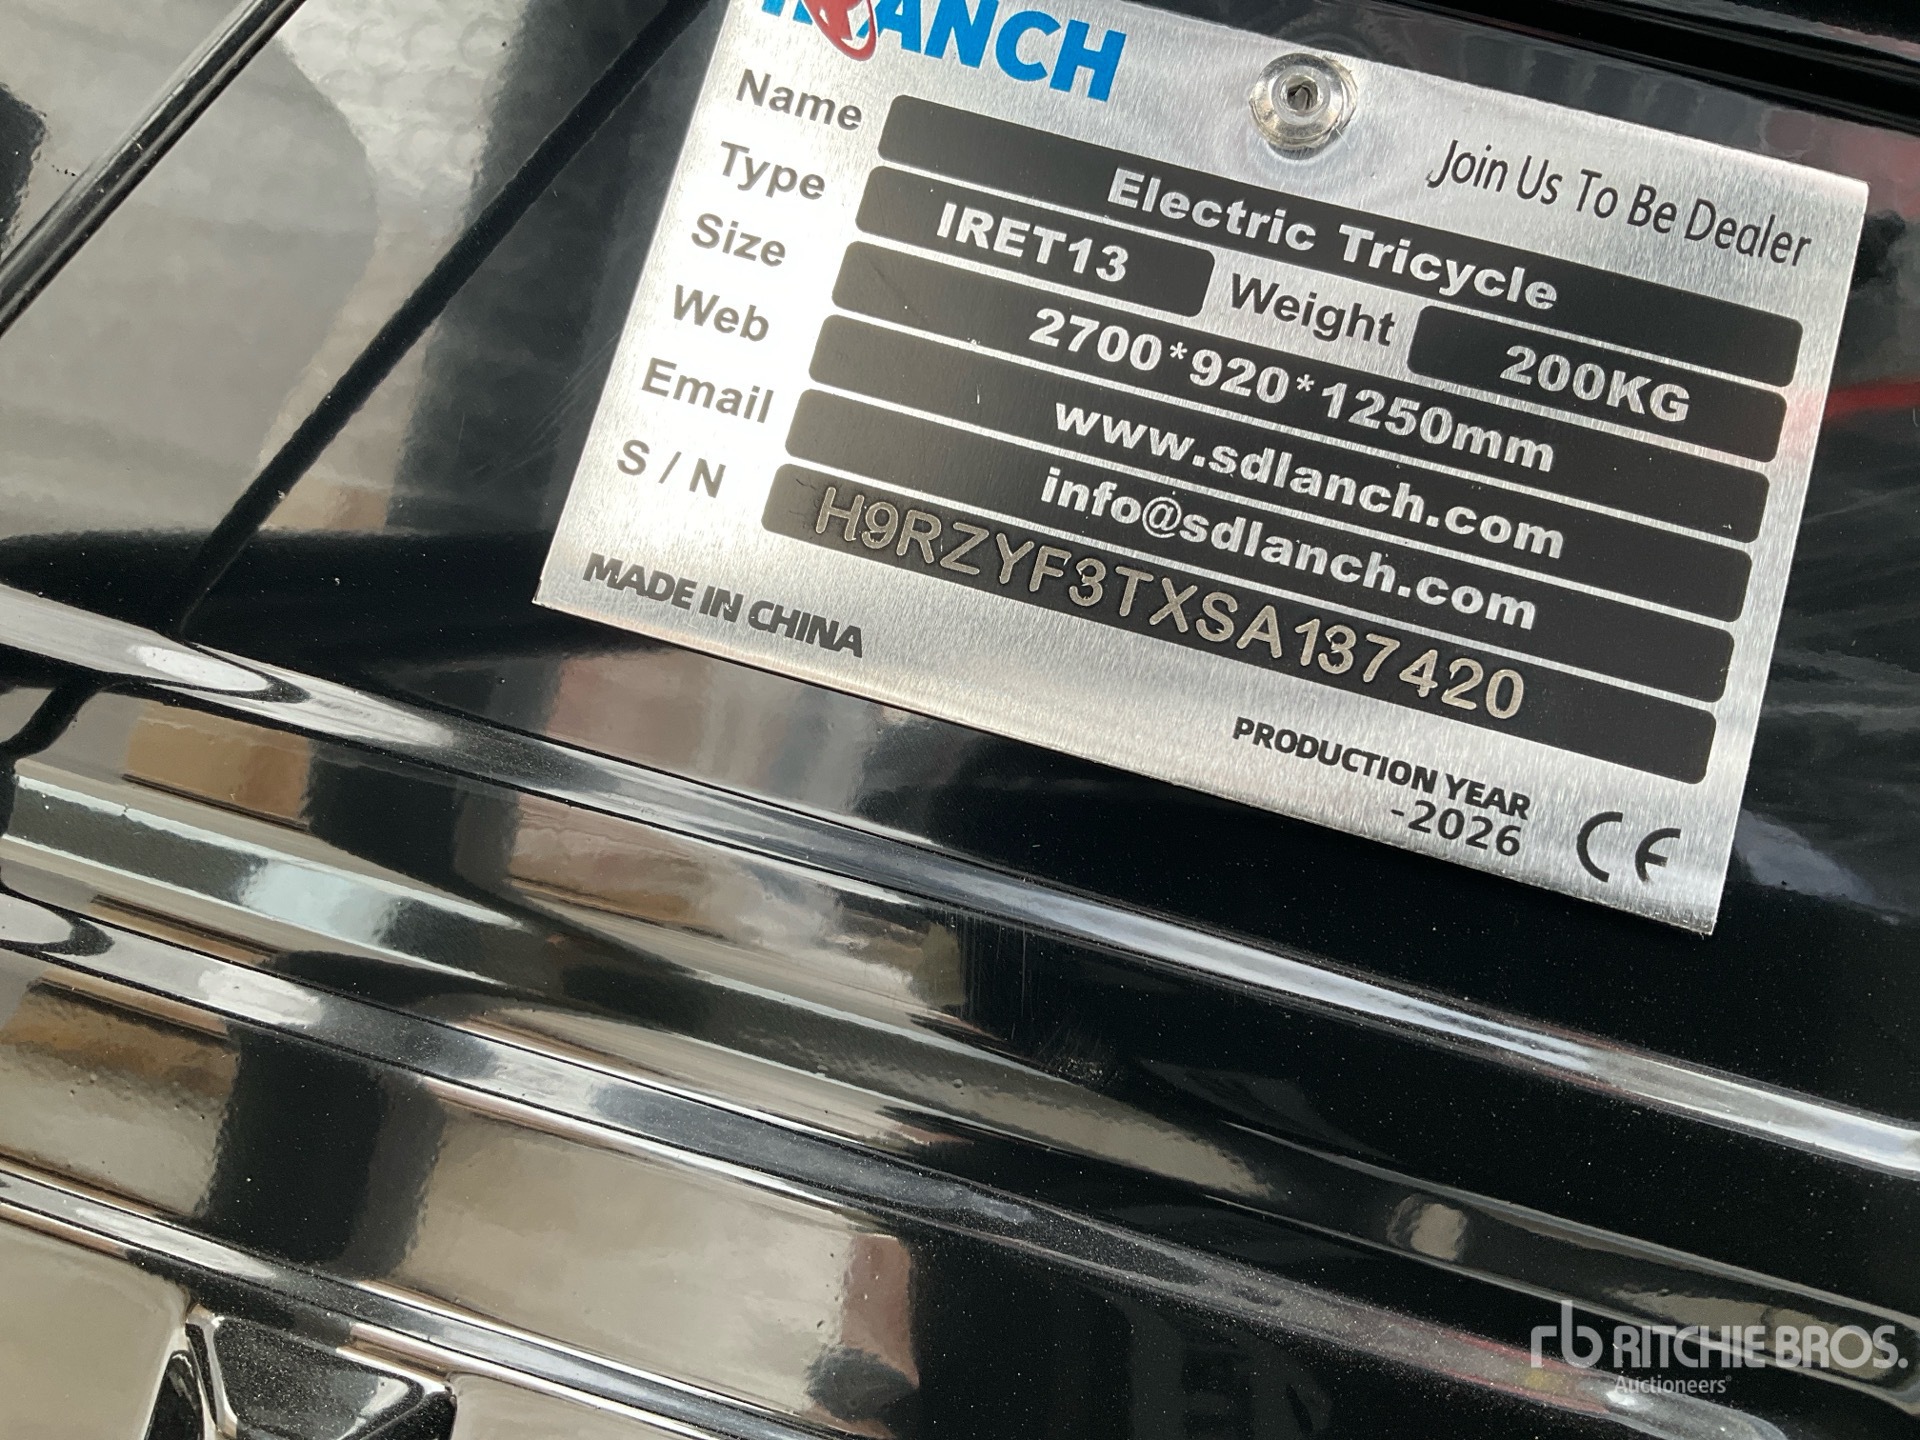 Join Us To Be Dealer
Name Electric Tricycle
Type IRET13 Weight 200KG
Size 2700*920*1250mm
Web www.sdlanch.com
Email info@sdlanch.com
S / N H9RZYF3TXSA137420
MADE IN CHINA
PRODUCTION YEAR
-2026 CE
rb RITCHIE BROS.
Auctioneers